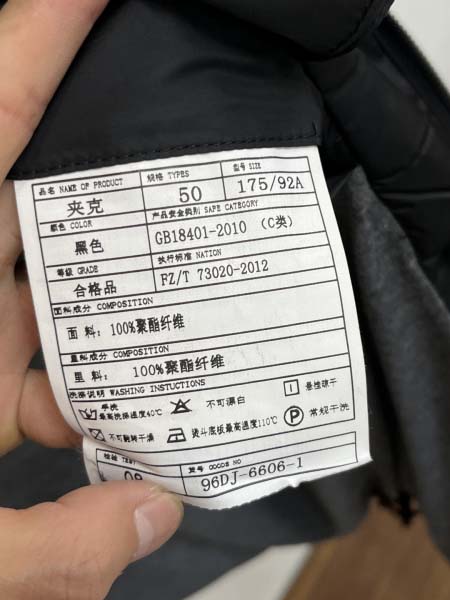 品名 NAME OF PRODUCT 规格 TYPES 型号 SIZE
夹克 50 175/92A
颜色 COLOR 产品安全类别 SAFE CATEGORY
黑色 GB18401-2010 (C类)
等级 GRADE 执行标准 NATION
合格品 FZ/T 73020-2012
面料成分 COMPOSITION
面料: 100%聚酯纤维
里料成分 COMPOSITION
里料: 100%聚酯纤维
洗涤说明 WASHING INSTUCTIONS
手洗 最高洗涤温度40℃ 不可漂白 悬挂晾干
不可翻转干燥 熨斗底板最高温度110℃ P 常规干洗
检验 TEST 货号 GOODS NO
09 96DJ-6606-1